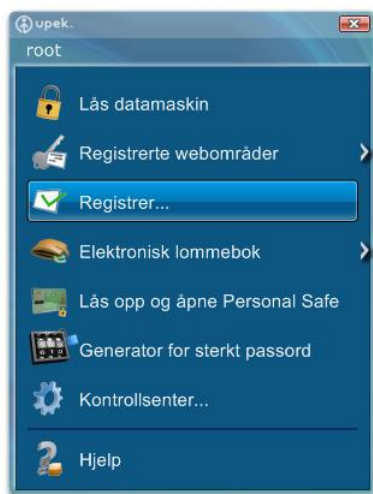 upek.
root
Lås datamaskin
Registrerte webområder
Registrer...
Elektronisk lommebok
Lås opp og åpne Personal Safe
Generator for sterkt passord
Kontrollsenter...
Hjelp